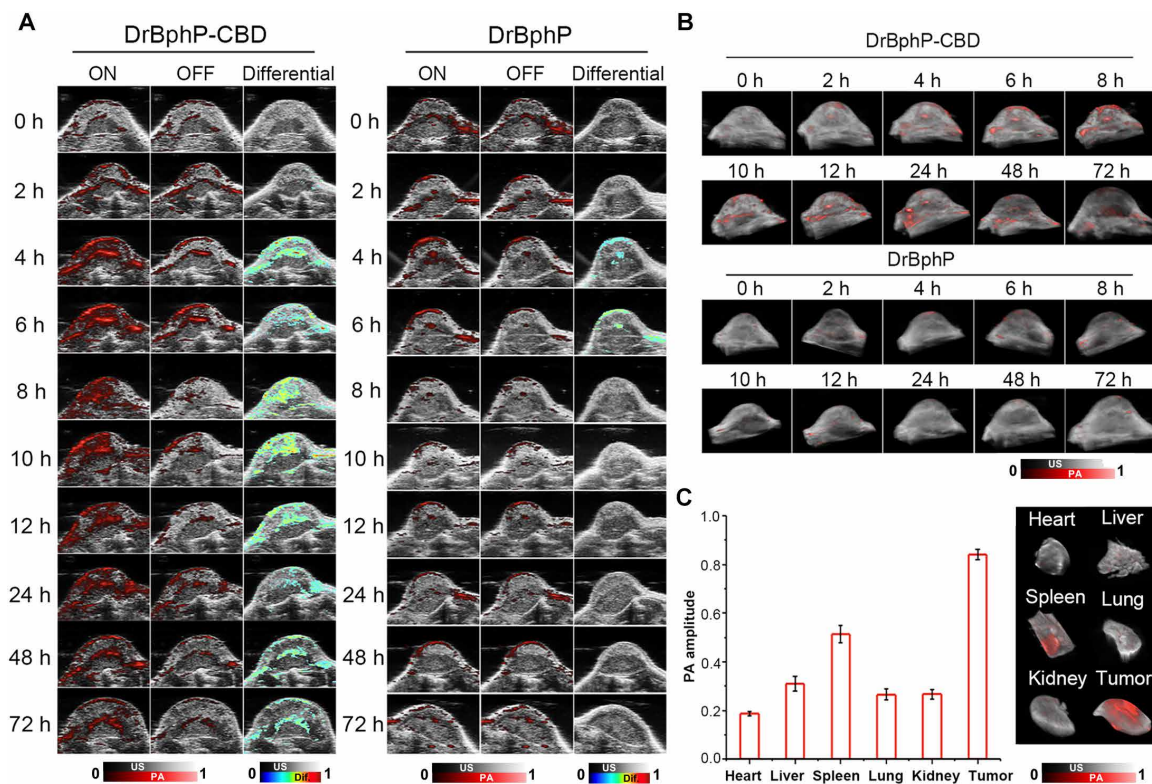 A
DrBphP-CBD
ON OFF Differential
0 h
2 h
4 h
6 h
8 h
10 h
12 h
24 h
48 h
72 h
US
0 PA 1
0 Dif. 1
DrBphP
ON OFF Differential
0 h
2 h
4 h
6 h
8 h
10 h
12 h
24 h
48 h
72 h
US
0 PA 1
US
0 Dif. 1
B
DrBphP-CBD
0 h 2 h 4 h 6 h 8 h
10 h 12 h 24 h 48 h 72 h
DrBphP
0 h 2 h 4 h 6 h 8 h
10 h 12 h 24 h 48 h 72 h
US
0 PA 1
C
PA amplitude
1.0
0.8
0.6
0.4
0.2
0.0
Heart Liver Spleen Lung Kidney Tumor
Heart Liver
Spleen Lung
Kidney Tumor
US
0 PA 1